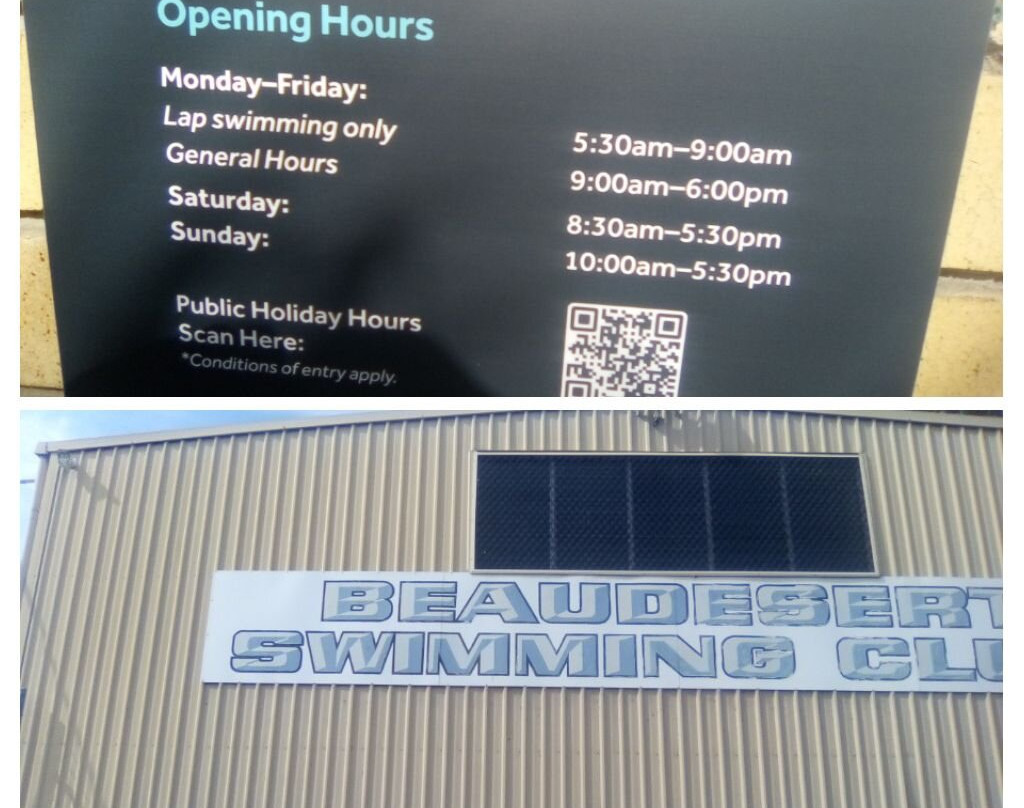 Opening Hours
Monday–Friday:
Lap swimming only 5:30am–9:00am
General Hours 9:00am–6:00pm
Saturday: 8:30am–5:30pm
Sunday: 10:00am–5:30pm
Public Holiday Hours
Scan Here:
*Conditions of entry apply.
BEAUDESERT
SWIMMING CLU